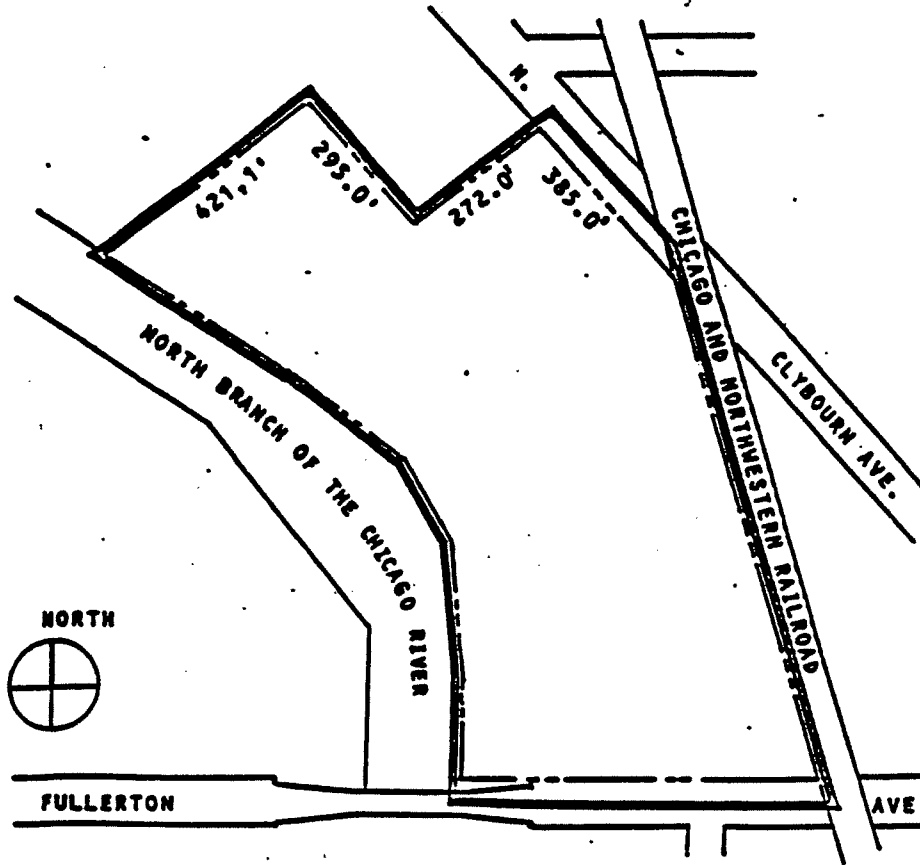 N.
421.1'
295.0'
272.0'
385.0'
CHICAGO AND NORTHWESTERN RAILROAD
CLYBOURN AVE.
NORTH BRANCH OF THE CHICAGO RIVER
NORTH
FULLERTON
AVE